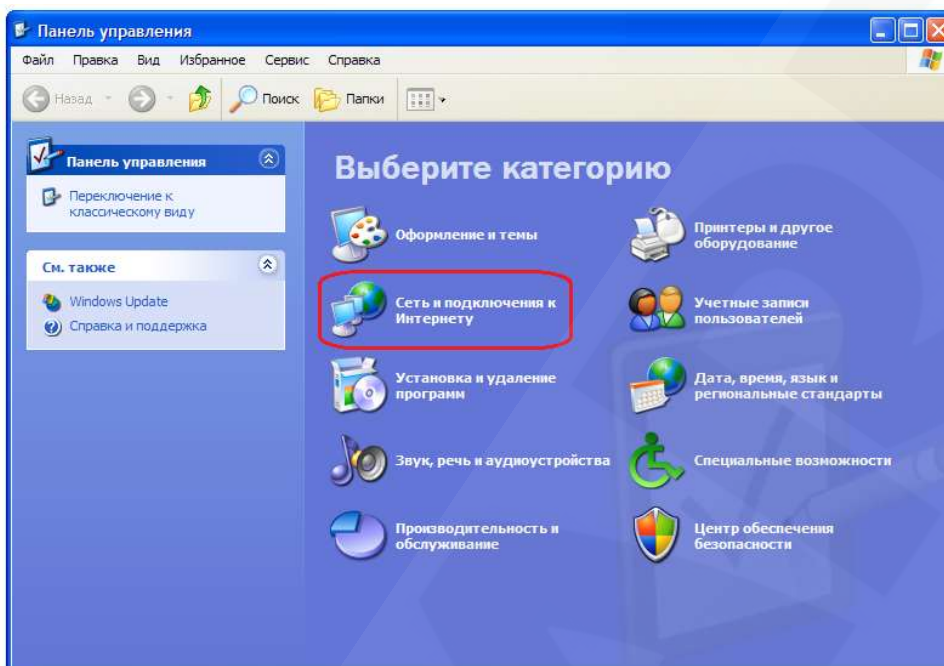 Панель управления
Файл Правка Вид Избранное Сервис Справка
Назад Поиск Папки
Панель управления
Переключение к
классическому виду
См. также
Windows Update
Справка и поддержка
Выберите категорию
Оформление и темы
Принтеры и другое
оборудование
Сеть и подключения к
Интернету
Учетные записи
пользователей
Установка и удаление
программ
Дата, время, язык и
региональные стандарты
Звук, речь и аудиоустройства
Специальные возможности
Производительность и
обслуживание
Центр обеспечения
безопасности